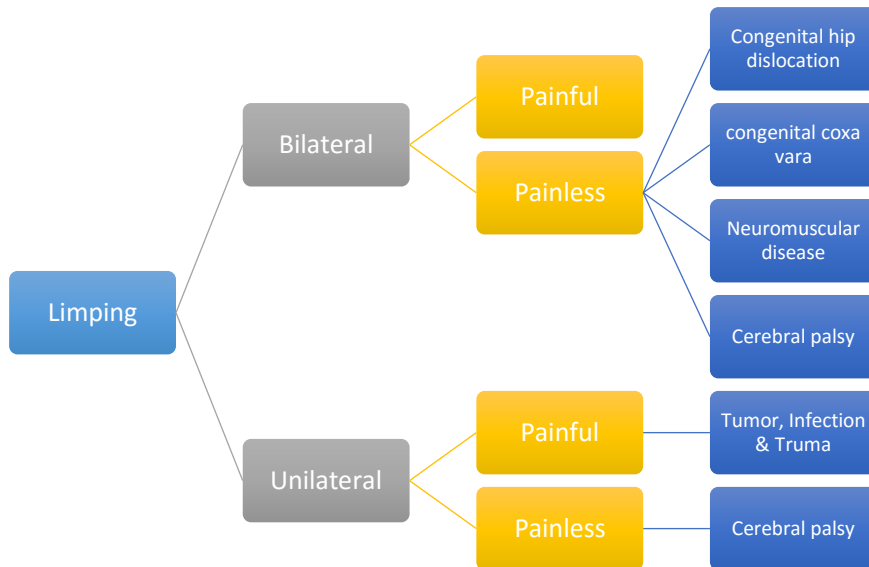 Limping
Bilateral
Painful
Painless
Congenital hip
dislocation
congenital coxa
vara
Neuromuscular
disease
Cerebral palsy
Unilateral
Painful
Tumor, Infection
& Truma
Painless
Cerebral palsy